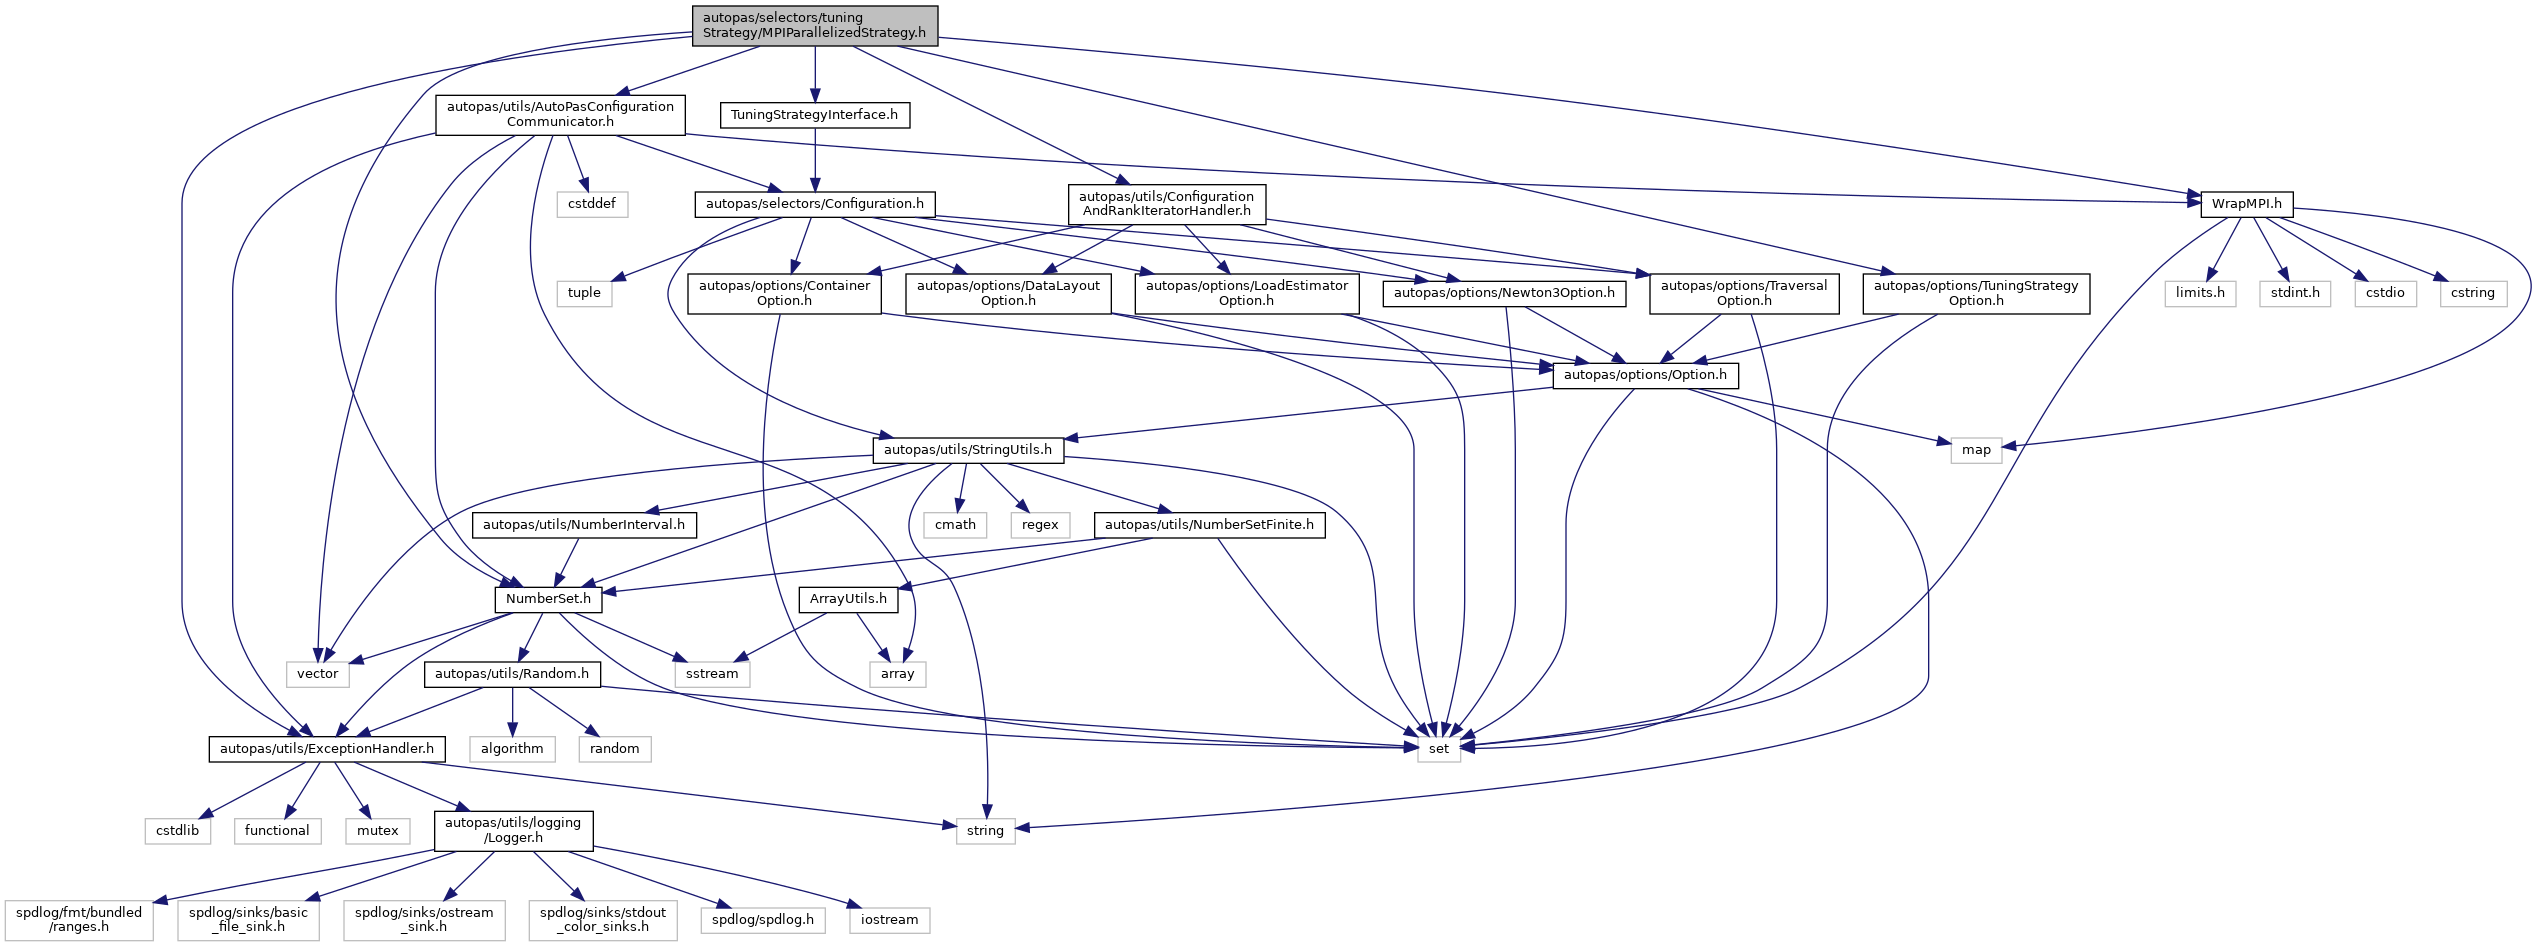 autopas/selectors/tuning
Strategy/MPIParallelizedStrategy.h
autopas/utils/AutoPasConfiguration
Communicator.h
TuningStrategyInterface.h
cstddef
autopas/selectors/Configuration.h
autopas/utils/Configuration
AndRankIteratorHandler.h
WrapMPI.h
tuple
autopas/options/Container
Option.h
autopas/options/DataLayout
Option.h
autopas/options/LoadEstimator
Option.h
autopas/options/Newton3Option.h
autopas/options/Traversal
Option.h
autopas/options/TuningStrategy
Option.h
limits.h
stdint.h
cstdio
cstring
autopas/options/Option.h
autopas/utils/StringUtils.h
map
autopas/utils/NumberInterval.h
cmath
regex
autopas/utils/NumberSetFinite.h
NumberSet.h
ArrayUtils.h
vector
autopas/utils/Random.h
sstream
array
autopas/utils/ExceptionHandler.h
algorithm
random
set
cstdlib
functional
mutex
autopas/utils/logging
/Logger.h
string
spdlog/fmt/bundled
/ranges.h
spdlog/sinks/basic
_file_sink.h
spdlog/sinks/ostream
_sink.h
spdlog/sinks/stdout
_color_sinks.h
spdlog/spdlog.h
iostream